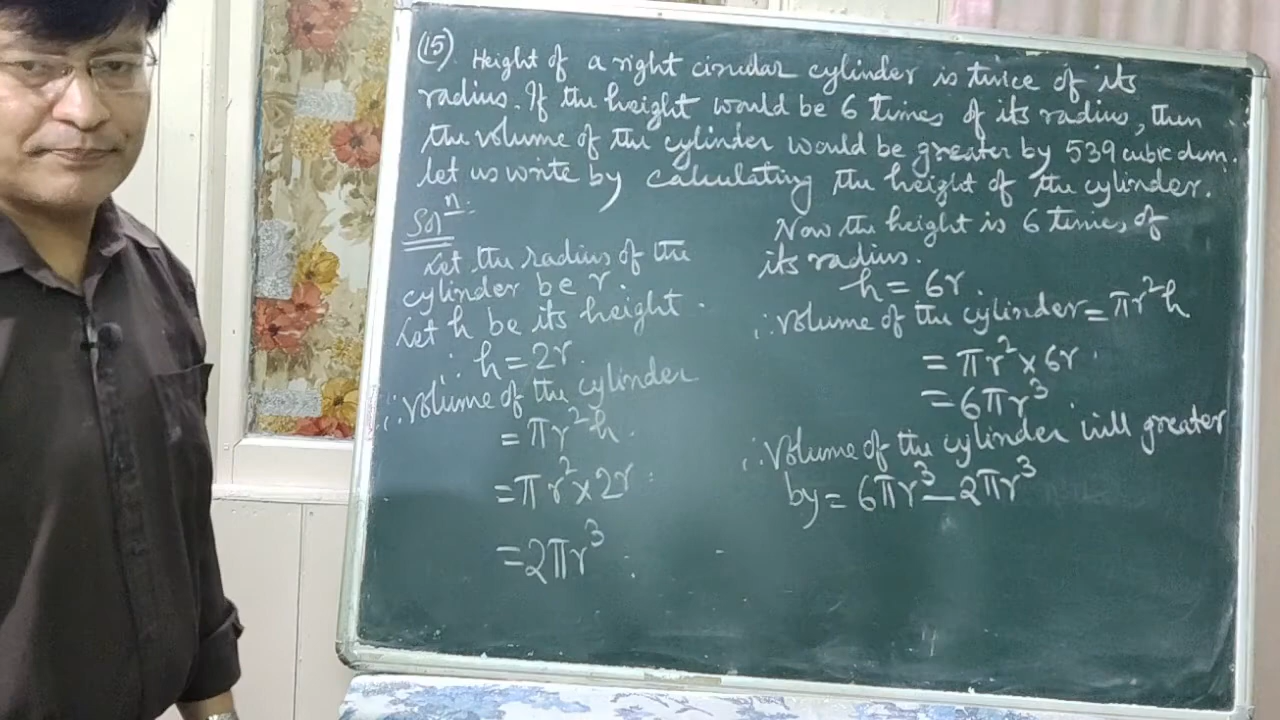 (15). Height of a right circular cylinder is twice of its
radius. If the height would be 6 times of its radius, then
the volume of the cylinder would be greater by 539 cubic dcm.
let us write by calculating the height of the cylinder.
Solⁿ:
Let the radius of the
cylinder be r.
Let h be its height.
∴ h = 2r.
∴ Volume of the cylinder
= πr²h.
= πr² × 2r.
= 2πr³.
Now the height is 6 times of
its radius.
h = 6r.
∴ Volume of the cylinder = πr²h
= πr² × 6r.
= 6πr³
∴ Volume of the cylinder will greater
by = 6πr³ − 2πr³